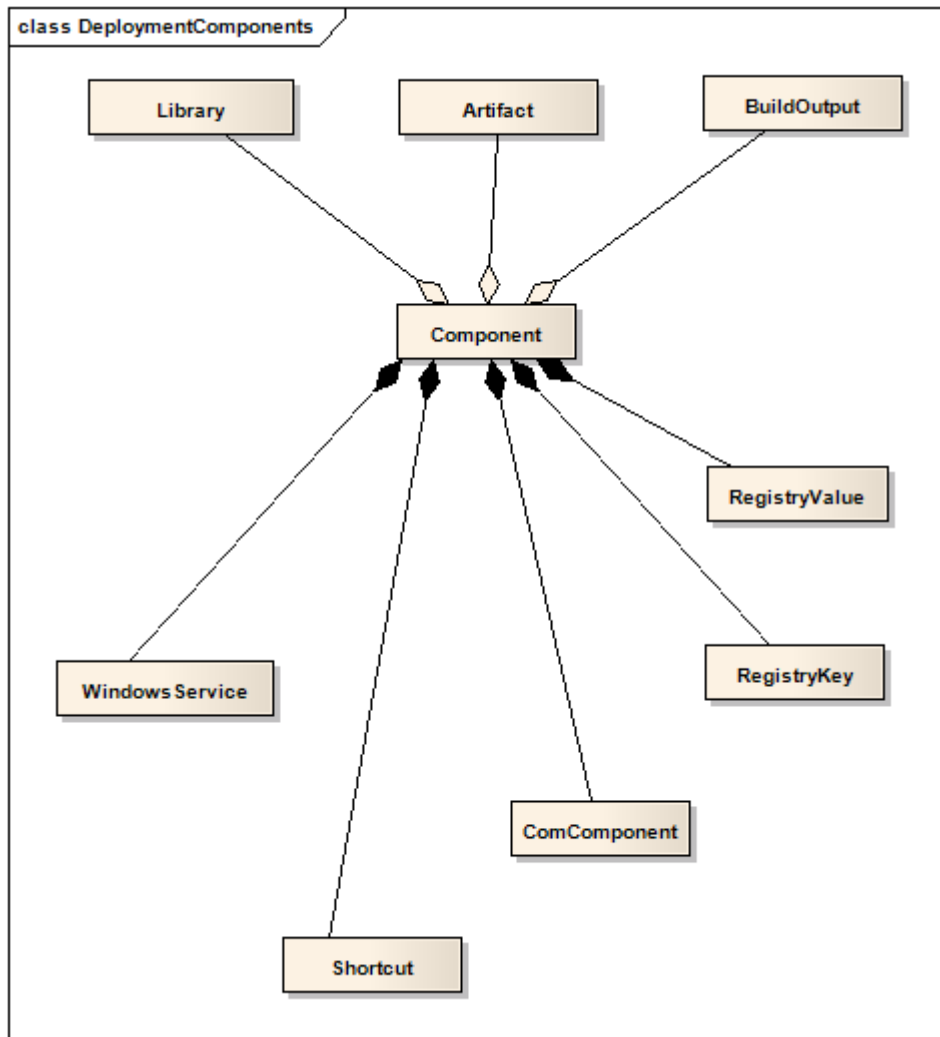 class DeploymentComponents
Library
Artifact
BuildOutput
Component
RegistryValue
WindowsService
RegistryKey
ComComponent
Shortcut